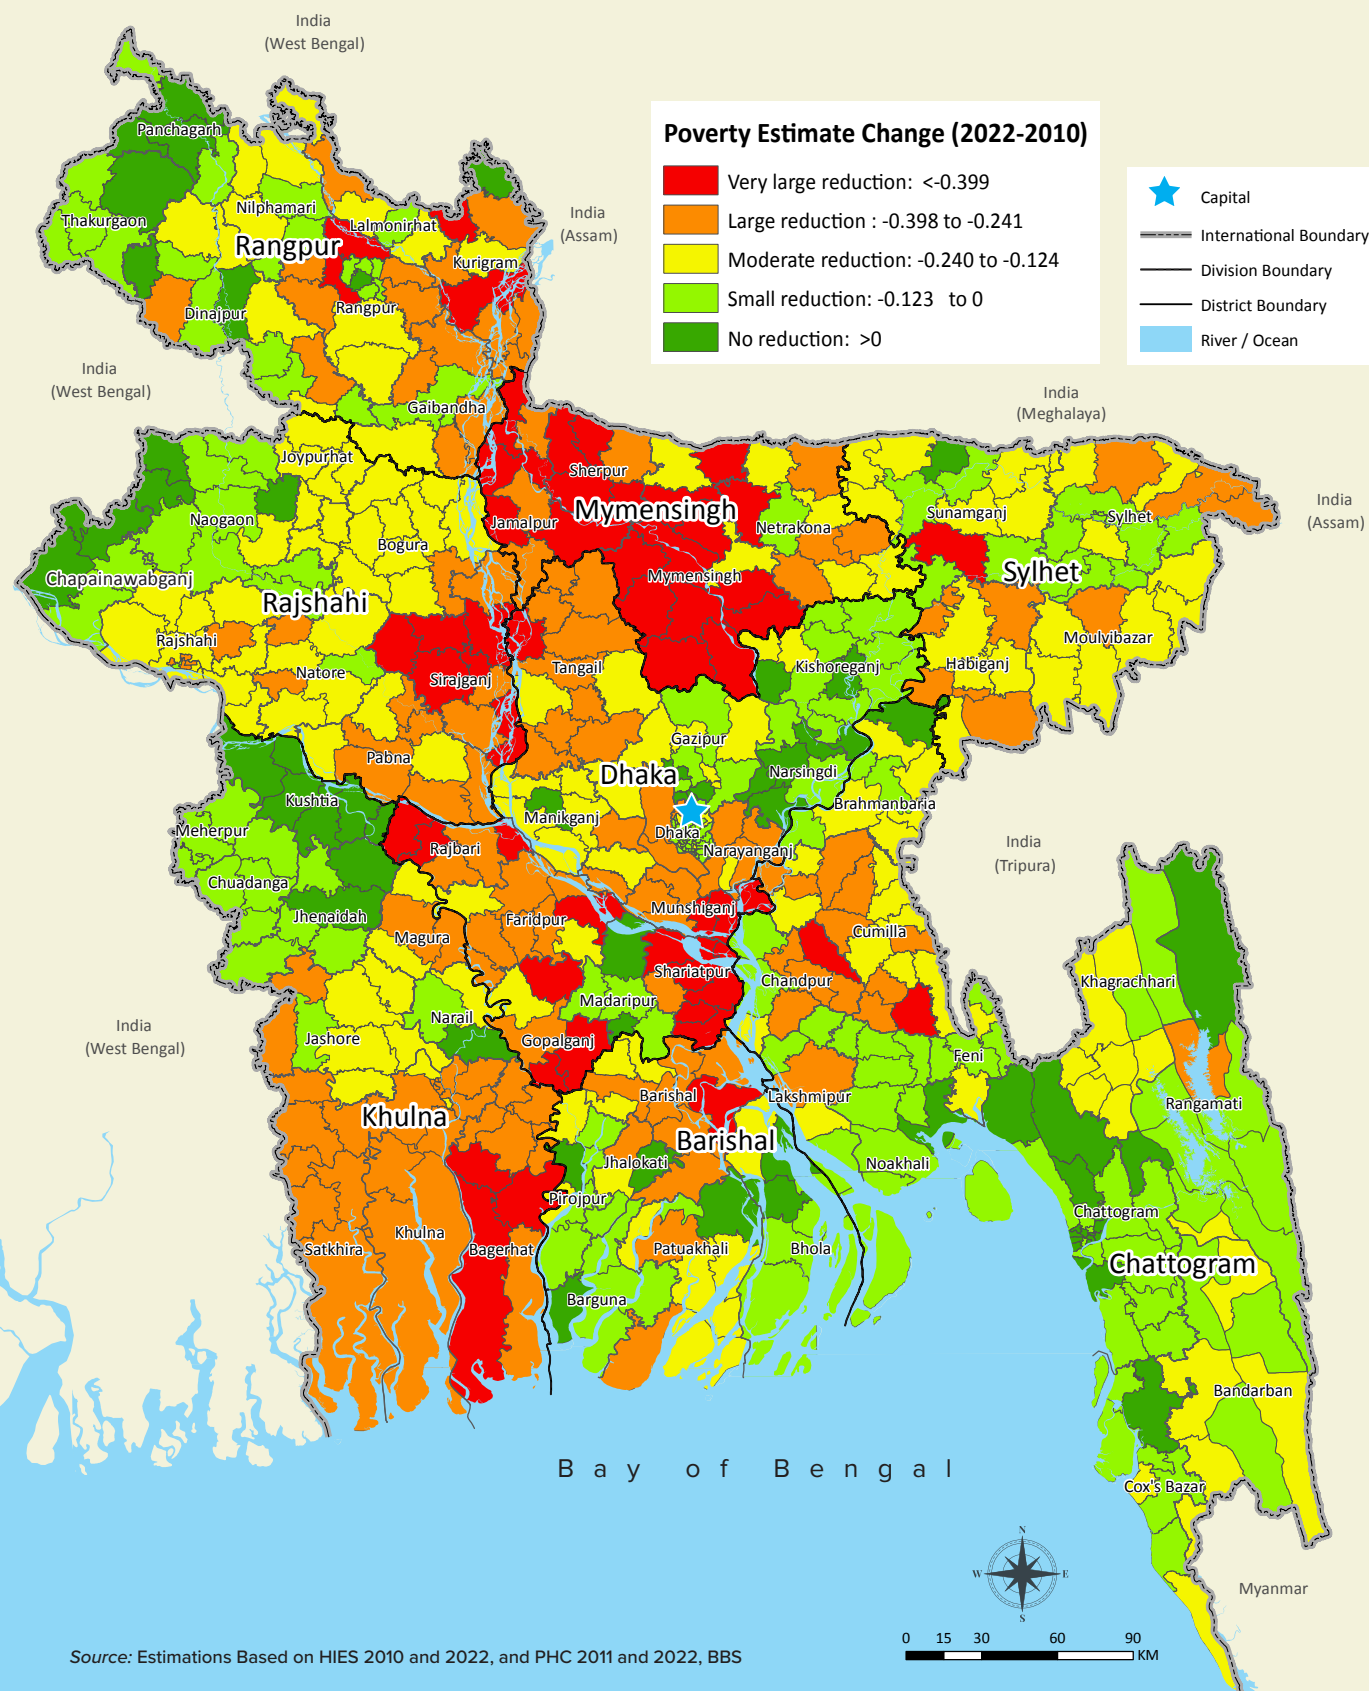 India
(West Bengal)
Poverty Estimate Change (2022-2010)
Very large reduction: <-0.399
Large reduction : -0.398 to -0.241
Moderate reduction: -0.240 to -0.124
Small reduction: -0.123 to 0
No reduction: >0
Capital
International Boundary
Division Boundary
District Boundary
River / Ocean
Panchagarh
Thakurgaon
Nilphamari
Lalmonirhat
Rangpur
Kurigram
India
(Assam)
Dinajpur
Rangpur
India
(West Bengal)
Gaibandha
India
(Meghalaya)
Joypurhat
Sherpur
Naogaon
Jamalpur
Mymensingh
Netrakona
Sunamganj
Sylhet
India
(Assam)
Bogura
Chapainawabganj
Mymensingh
Sylhet
Rajshahi
Rajshahi
Natore
Sirajganj
Tangail
Kishoreganj
Habiganj
Moulvibazar
Pabna
Gazipur
Dhaka
Narsingdi
Kushtia
Manikganj
Brahmanbaria
Meherpur
Rajbari
Dhaka
Narayanganj
India
(Tripura)
Chuadanga
Jhenaidah
Magura
Faridpur
Munshiganj
Cumilla
Shariatpur
Chandpur
Khagrachhari
Madaripur
India
(West Bengal)
Narail
Jashore
Gopalganj
Feni
Khulna
Barishal
Lakshmipur
Rangamati
Barishal
Jhalokati
Noakhali
Pirojpur
Chattogram
Khulna
Satkhira
Bagerhat
Patuakhali
Bhola
Chattogram
Barguna
Bandarban
Bay of Bengal
Cox's Bazar
N
W
E
S
Myanmar
0 15 30 60 90
KM
Source: Estimations Based on HIES 2010 and 2022, and PHC 2011 and 2022, BBS